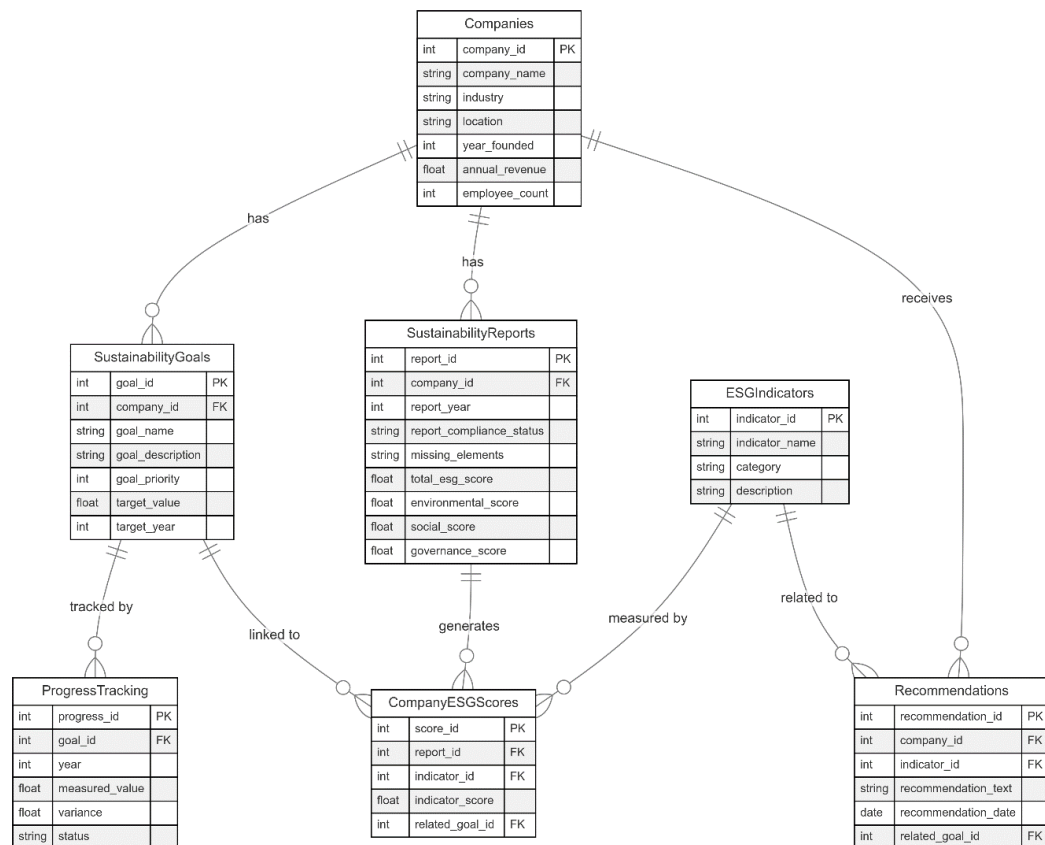 Companies
int company_id PK
string company_name
string industry
string location
int year_founded
float annual_revenue
int employee_count
has
has
receives
SustainabilityGoals
int goal_id PK
int company_id FK
string goal_name
string goal_description
int goal_priority
float target_value
int target_year
SustainabilityReports
int report_id PK
int company_id FK
int report_year
string report_compliance_status
string missing_elements
float total_esg_score
float environmental_score
float social_score
float governance_score
ESGIndicators
int indicator_id PK
string indicator_name
string category
string description
tracked by
linked to
generates
measured by
related to
ProgressTracking
int progress_id PK
int goal_id FK
int year
float measured_value
float variance
string status
CompanyESGScores
int score_id PK
int report_id FK
int indicator_id FK
float indicator_score
int related_goal_id FK
Recommendations
int recommendation_id PK
int company_id FK
int indicator_id FK
string recommendation_text
date recommendation_date
int related_goal_id FK